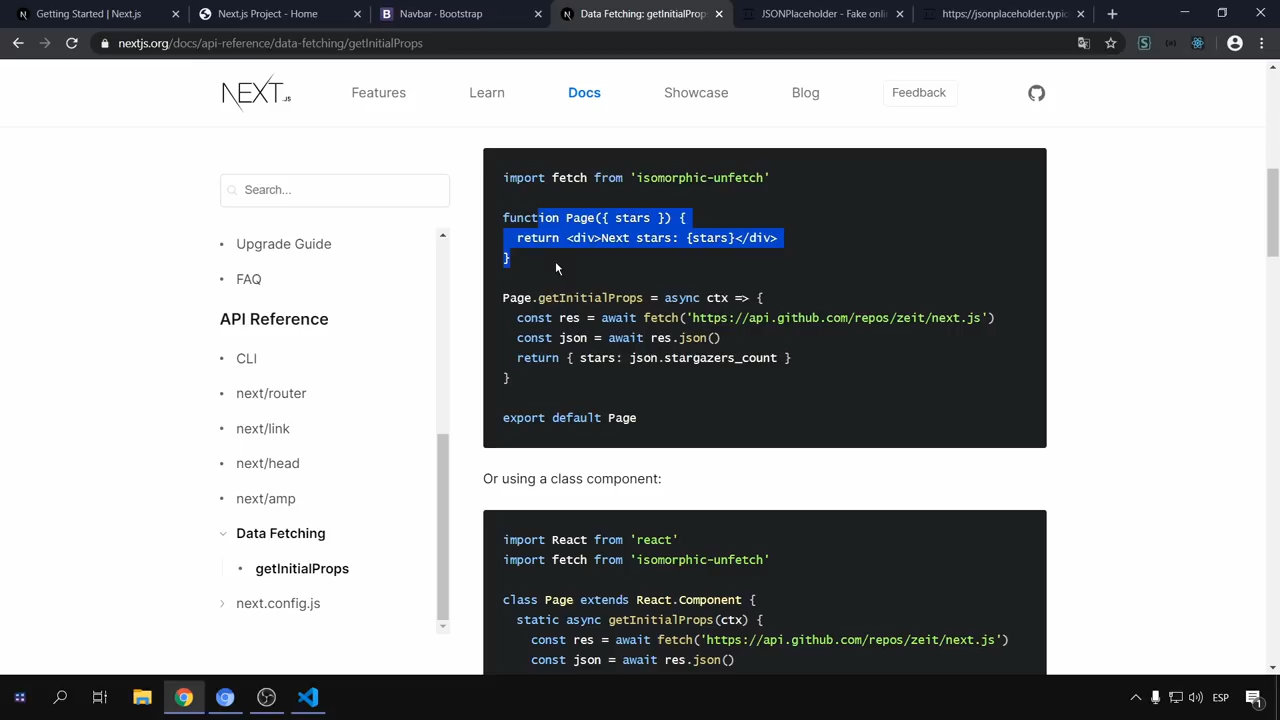 Getting Started | Next.js
Next.js Project - Home
Navbar · Bootstrap
Data Fetching: getInitialProps
JSONPlaceholder - Fake onli
https://jsonplaceholder.typic
nextjs.org/docs/api-reference/data-fetching/getInitialProps
NEXT.JS
Features
Learn
Docs
Showcase
Blog
Feedback
Search...
Upgrade Guide
FAQ
API Reference
CLI
next/router
next/link
next/head
next/amp
Data Fetching
getInitialProps
next.config.js
import fetch from 'isomorphic-unfetch'
function Page({ stars }) {
return <div>Next stars: {stars}</div>
}
Page.getInitialProps = async ctx => {
const res = await fetch('https://api.github.com/repos/zeit/next.js')
const json = await res.json()
return { stars: json.stargazers_count }
}
export default Page
Or using a class component:
import React from 'react'
import fetch from 'isomorphic-unfetch'
class Page extends React.Component {
static async getInitialProps(ctx) {
const res = await fetch('https://api.github.com/repos/zeit/next.js')
const json = await res.json()
ESP
1